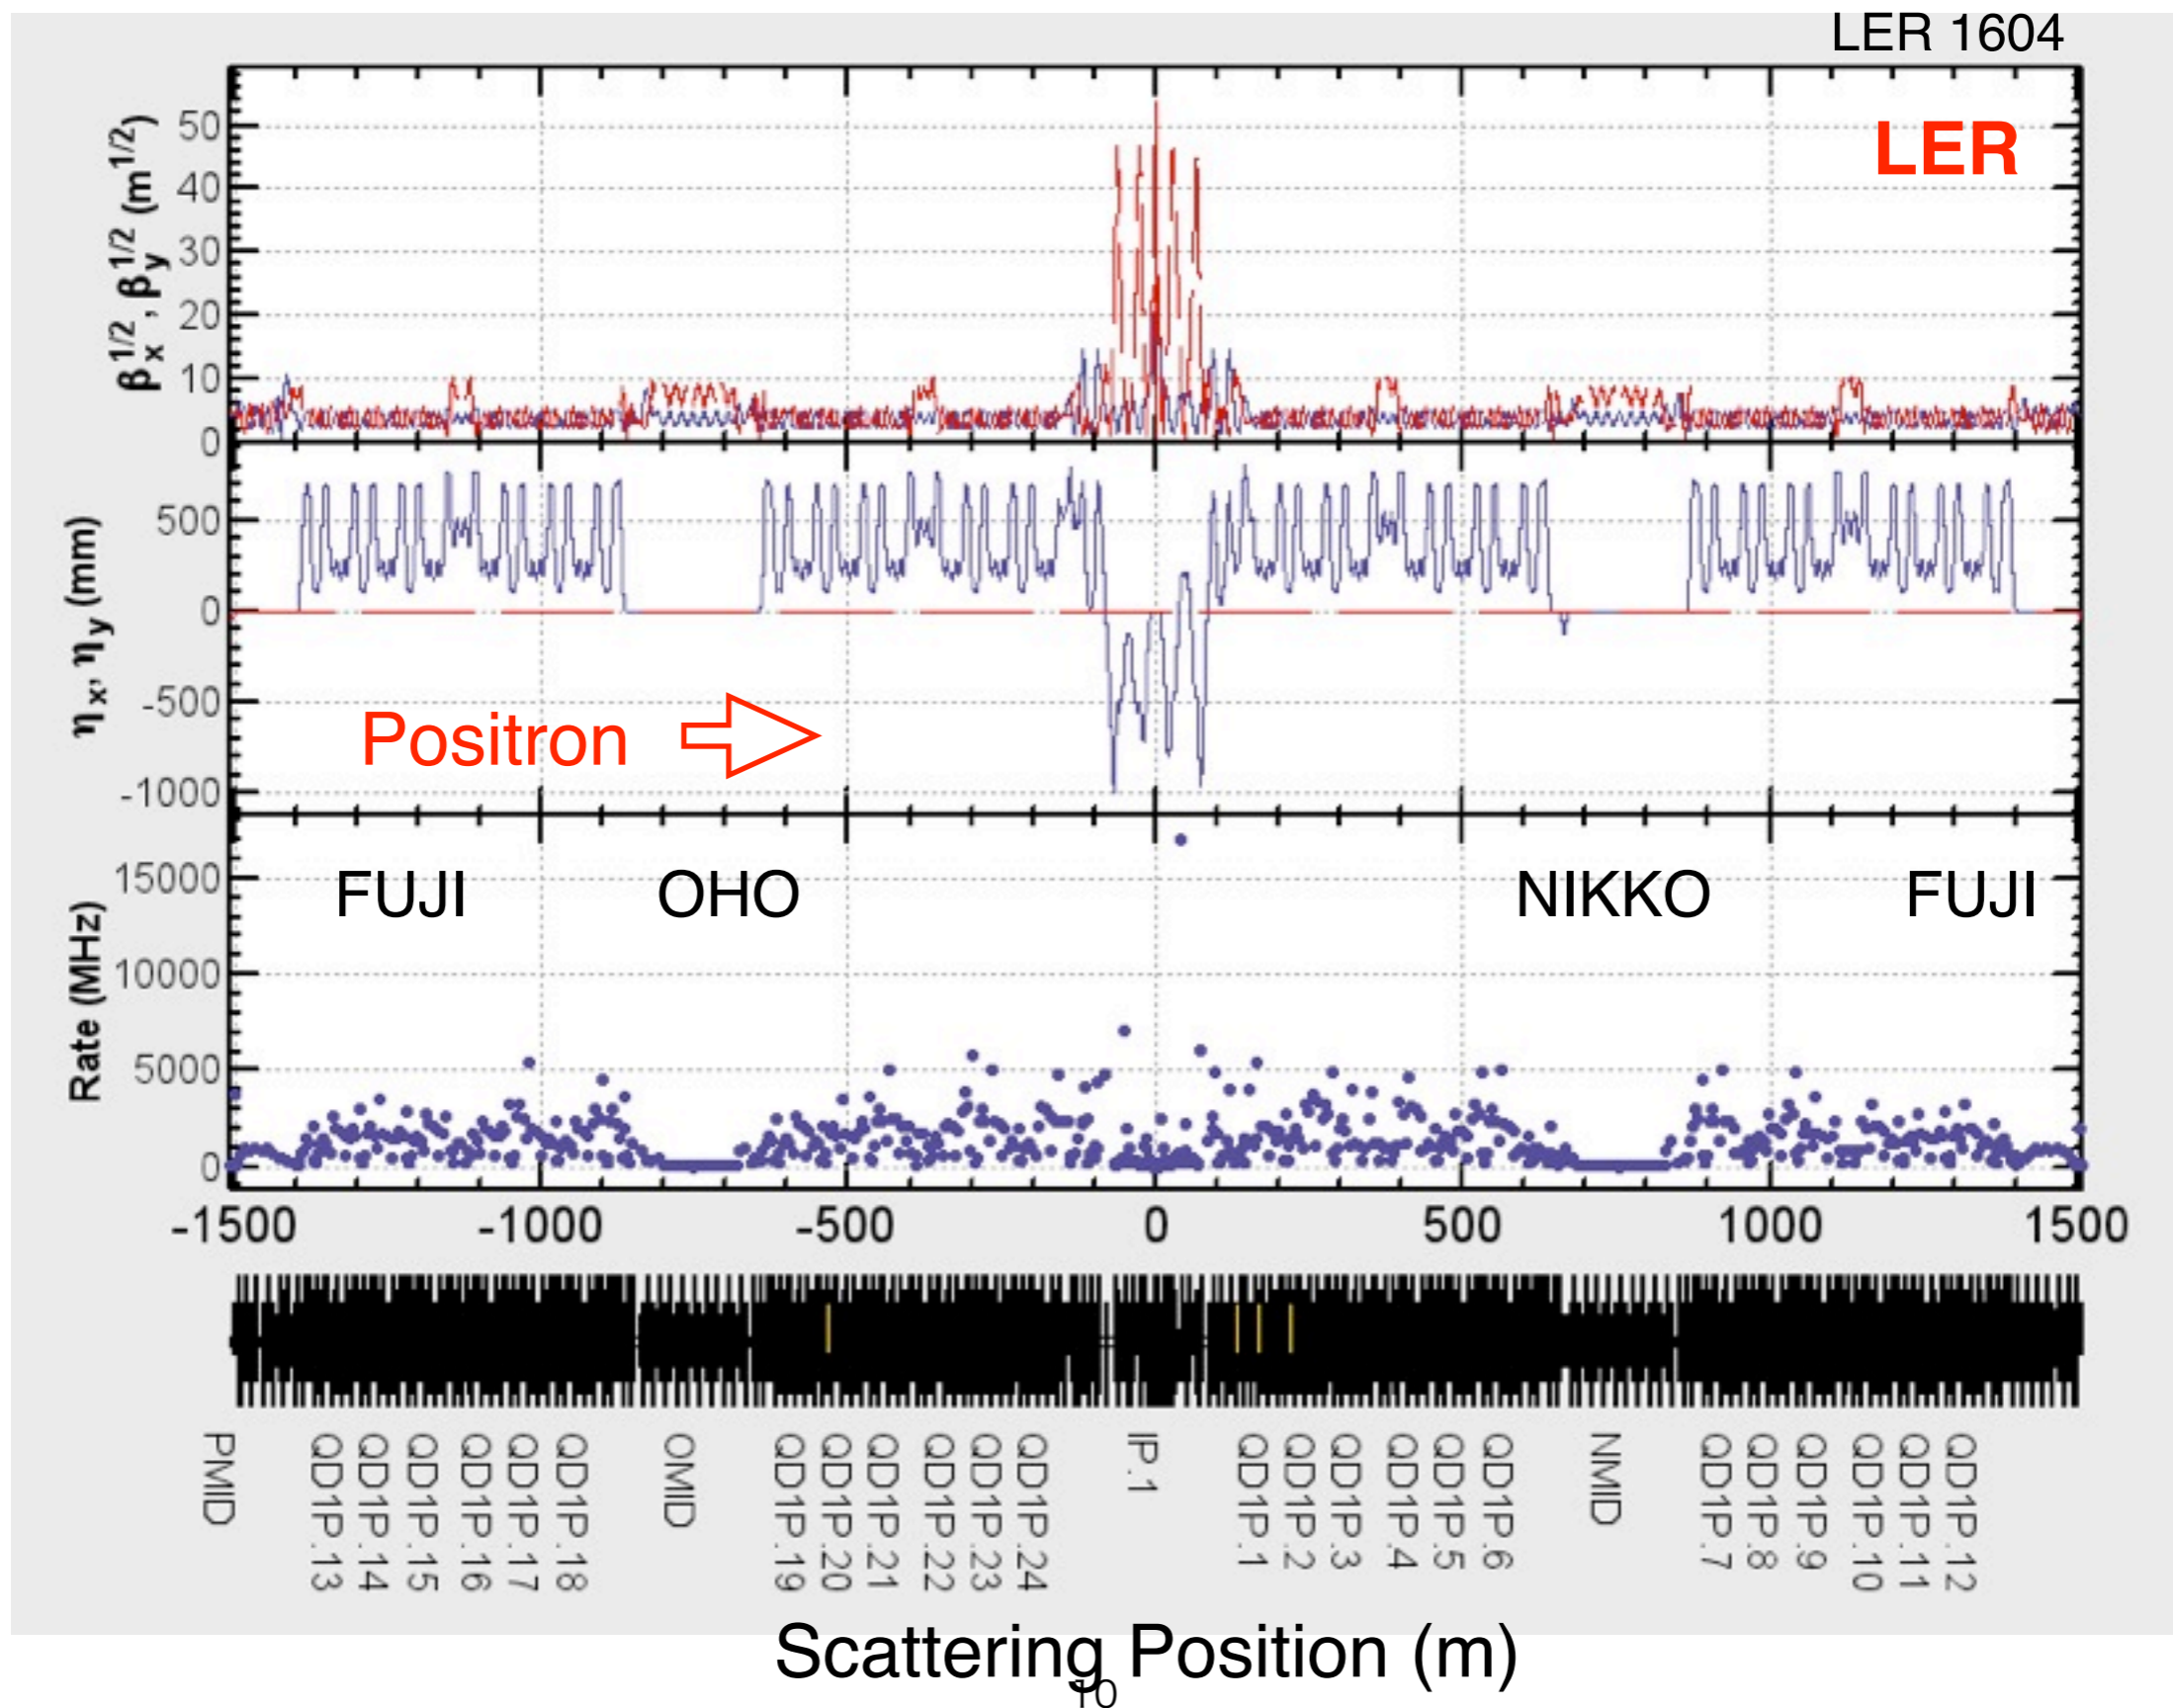 LER 1604
LER
βx^1/2, βy^1/2 (m^1/2)
50
40
30
20
10
0
ηx, ηy (mm)
500
0
-500
-1000
Positron
Rate (MHz)
15000
10000
5000
0
FUJI OHO NIKKO FUJI
-1500 -1000 -500 0 500 1000 1500
PMID
QD1P.13
QD1P.14
QD1P.15
QD1P.16
QD1P.17
QD1P.18
OMID
QD1P.19
QD1P.20
QD1P.21
QD1P.22
QD1P.23
QD1P.24
IP.1
QD1P.1
QD1P.2
QD1P.3
QD1P.4
QD1P.5
QD1P.6
NMID
QD1P.7
QD1P.8
QD1P.9
QD1P.10
QD1P.11
QD1P.12
Scattering Position (m)
10